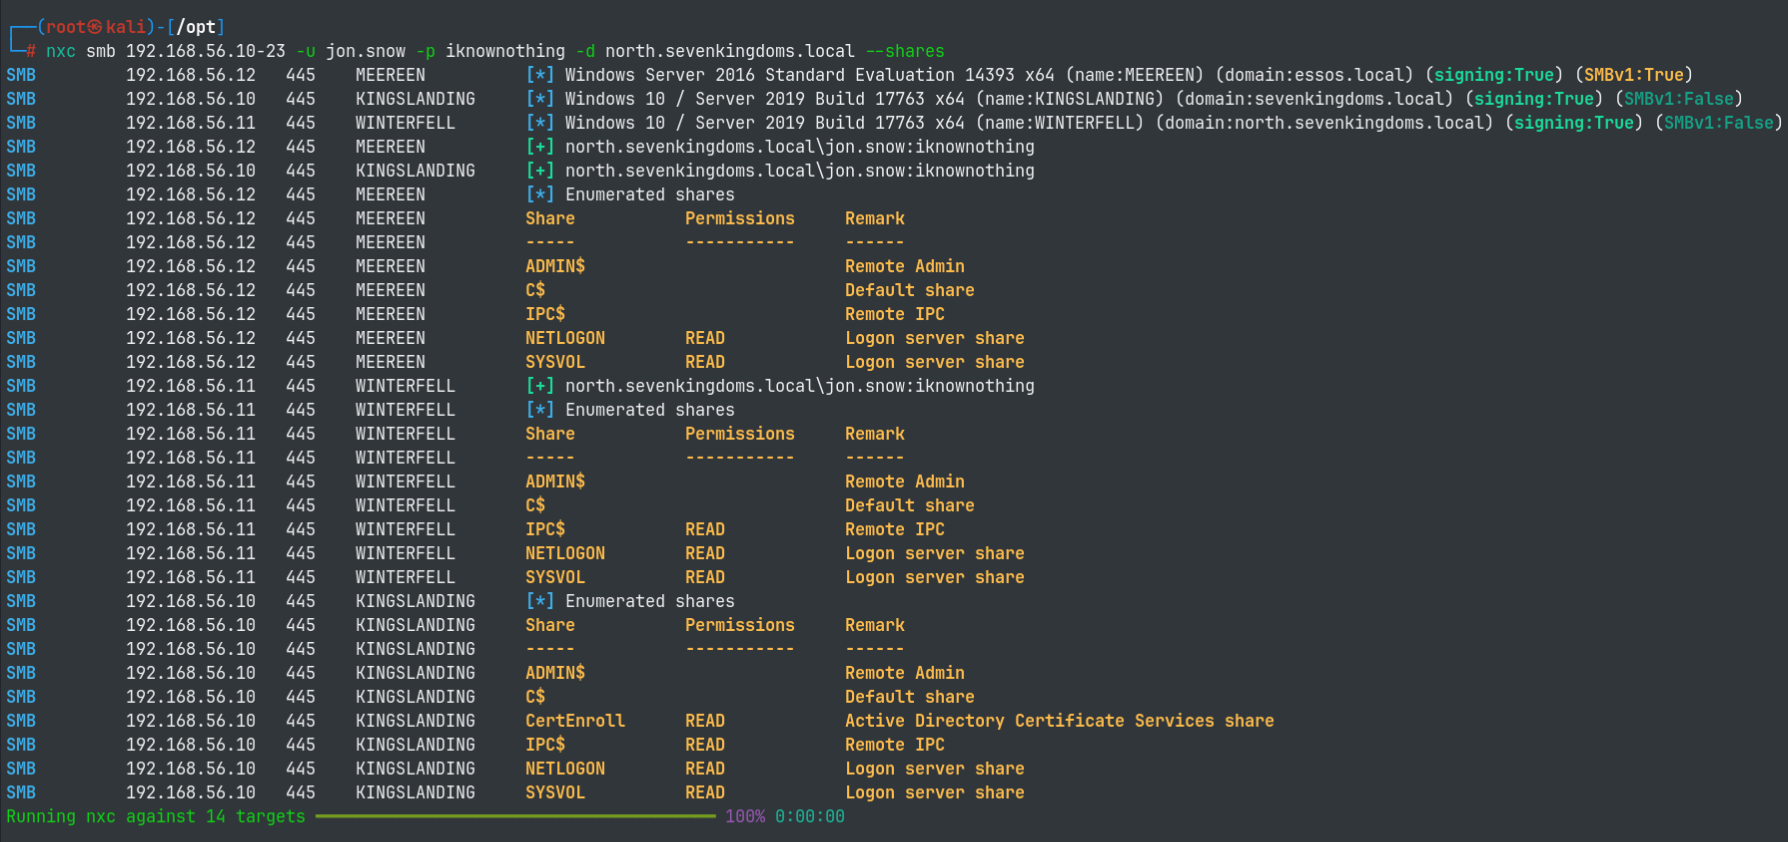 ┌──(root㉿kali)-[/opt]
└─# nxc smb 192.168.56.10-23 -u jon.snow -p iknownothing -d north.sevenkingdoms.local --shares
SMB         192.168.56.12   445    MEEREEN          [*] Windows Server 2016 Standard Evaluation 14393 x64 (name:MEEREEN) (domain:essos.local) (signing:True) (SMBv1:True)
SMB         192.168.56.10   445    KINGSLANDING     [*] Windows 10 / Server 2019 Build 17763 x64 (name:KINGSLANDING) (domain:sevenkingdoms.local) (signing:True) (SMBv1:False)
SMB         192.168.56.11   445    WINTERFELL       [*] Windows 10 / Server 2019 Build 17763 x64 (name:WINTERFELL) (domain:north.sevenkingdoms.local) (signing:True) (SMBv1:False)
SMB         192.168.56.12   445    MEEREEN          [+] north.sevenkingdoms.local\jon.snow:iknownothing
SMB         192.168.56.10   445    KINGSLANDING     [+] north.sevenkingdoms.local\jon.snow:iknownothing
SMB         192.168.56.12   445    MEEREEN          [*] Enumerated shares
SMB         192.168.56.12   445    MEEREEN          Share           Permissions     Remark
SMB         192.168.56.12   445    MEEREEN          -----           -----------     ------
SMB         192.168.56.12   445    MEEREEN          ADMIN$                          Remote Admin
SMB         192.168.56.12   445    MEEREEN          C$                              Default share
SMB         192.168.56.12   445    MEEREEN          IPC$                            Remote IPC
SMB         192.168.56.12   445    MEEREEN          NETLOGON        READ            Logon server share
SMB         192.168.56.12   445    MEEREEN          SYSVOL          READ            Logon server share
SMB         192.168.56.11   445    WINTERFELL       [+] north.sevenkingdoms.local\jon.snow:iknownothing
SMB         192.168.56.11   445    WINTERFELL       [*] Enumerated shares
SMB         192.168.56.11   445    WINTERFELL       Share           Permissions     Remark
SMB         192.168.56.11   445    WINTERFELL       -----           -----------     ------
SMB         192.168.56.11   445    WINTERFELL       ADMIN$                          Remote Admin
SMB         192.168.56.11   445    WINTERFELL       C$                              Default share
SMB         192.168.56.11   445    WINTERFELL       IPC$            READ            Remote IPC
SMB         192.168.56.11   445    WINTERFELL       NETLOGON        READ            Logon server share
SMB         192.168.56.11   445    WINTERFELL       SYSVOL          READ            Logon server share
SMB         192.168.56.10   445    KINGSLANDING     [*] Enumerated shares
SMB         192.168.56.10   445    KINGSLANDING     Share           Permissions     Remark
SMB         192.168.56.10   445    KINGSLANDING     -----           -----------     ------
SMB         192.168.56.10   445    KINGSLANDING     ADMIN$                          Remote Admin
SMB         192.168.56.10   445    KINGSLANDING     C$                              Default share
SMB         192.168.56.10   445    KINGSLANDING     CertEnroll      READ            Active Directory Certificate Services share
SMB         192.168.56.10   445    KINGSLANDING     IPC$            READ            Remote IPC
SMB         192.168.56.10   445    KINGSLANDING     NETLOGON        READ            Logon server share
SMB         192.168.56.10   445    KINGSLANDING     SYSVOL          READ            Logon server share
Running nxc against 14 targets ━━━━━━━━━━━━━━━━━━━━━━━━━━━━━━━━━━━━━━━━ 100% 0:00:00